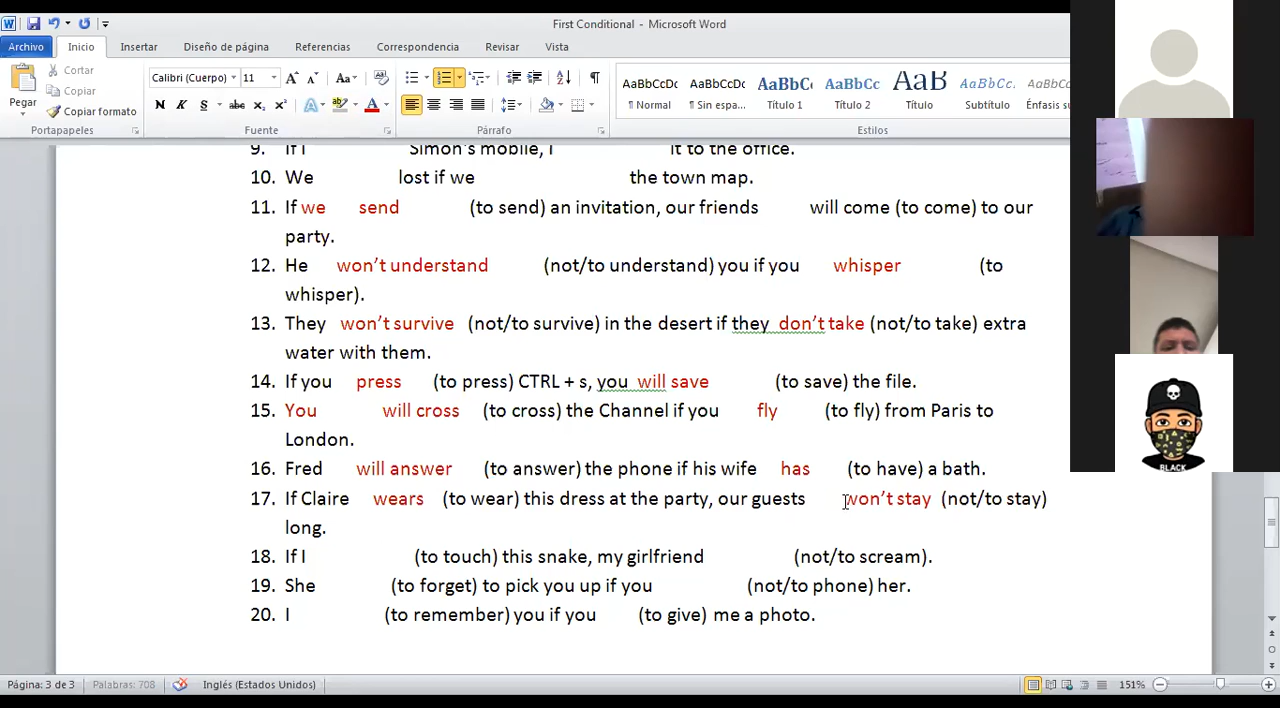 First Conditional - Microsoft Word
Archivo Inicio Insertar Diseño de página Referencias Correspondencia Revisar Vista
Pegar
Cortar
Copiar
Copiar formato
Portapapeles
Calibri (Cuerpo) 11
N K S abc x₂ x²
Fuente
Párrafo
AaBbCcDc AaBbCcDc AaBbC AaBbCc AaB AaBbCc. AaBbCcD
¶ Normal ¶ Sin espa... Título 1 Título 2 Título Subtítulo Énfasis su
Estilos
9. If I Simon's mobile, I it to the office.
10. We lost if we the town map.
11. If we send (to send) an invitation, our friends will come (to come) to our
party.
12. He won't understand (not/to understand) you if you whisper (to
whisper).
13. They won't survive (not/to survive) in the desert if they don't take (not/to take) extra
water with them.
14. If you press (to press) CTRL + s, you will save (to save) the file.
15. You will cross (to cross) the Channel if you fly (to fly) from Paris to
London.
16. Fred will answer (to answer) the phone if his wife has (to have) a bath.
17. If Claire wears (to wear) this dress at the party, our guests won't stay (not/to stay)
long.
18. If I (to touch) this snake, my girlfriend (not/to scream).
19. She (to forget) to pick you up if you (not/to phone) her.
20. I (to remember) you if you (to give) me a photo.
BLACK
Página: 3 de 3 Palabras: 708 Inglés (Estados Unidos) 151%